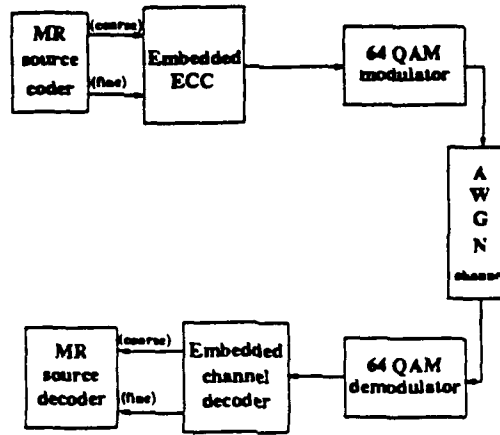 MR
source
coder
(coarse)
(fine)
Embedded
ECC
64 QAM
modulator
A
W
G
N
channel
MR
source
decoder
(coarse)
(fine)
Embedded
channel
decoder
64 QAM
demodulator